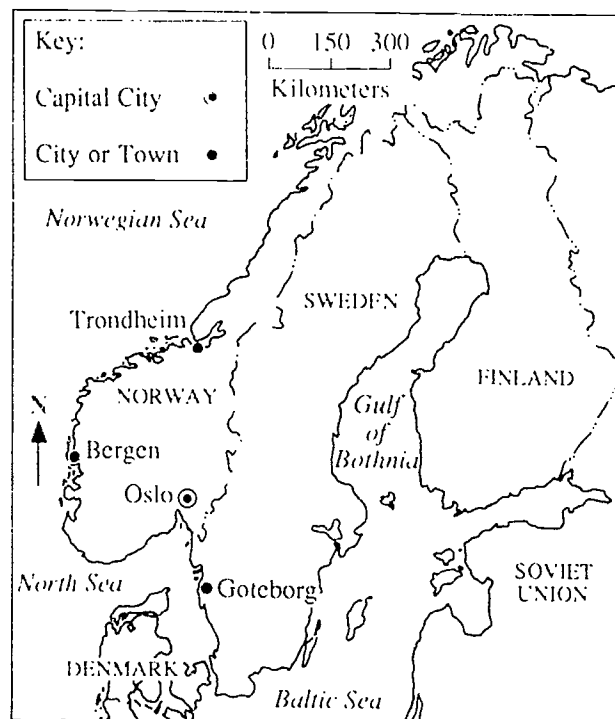 Key:
Capital City
City or Town
0 150 300
Kilometers
Norwegian Sea
SWEDEN
Trondheim
FINLAND
NORWAY
Gulf
of
Bothnia
N
Bergen
Oslo
North Sea
Goteborg
SOVIET
UNION
DENMARK
Baltic Sea